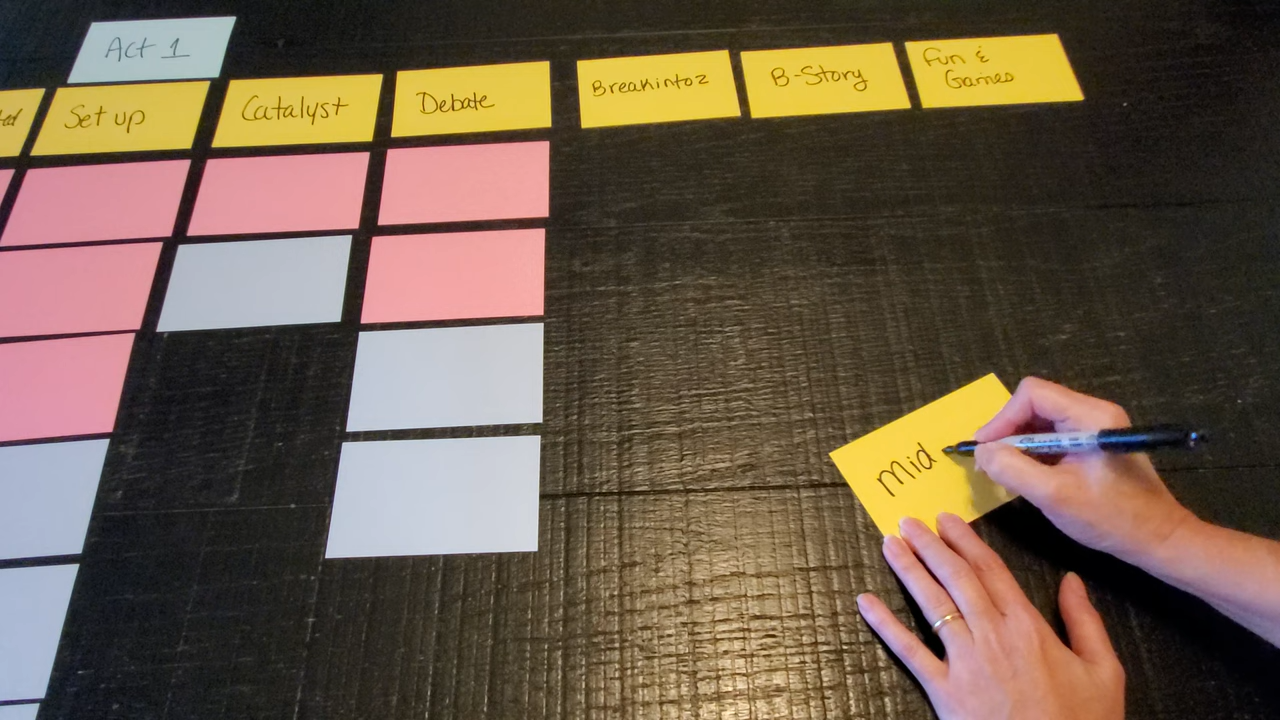 Act 1
Set up
Catalyst
Debate
Breakinto2
B-Story
Fun &
Games
Mid